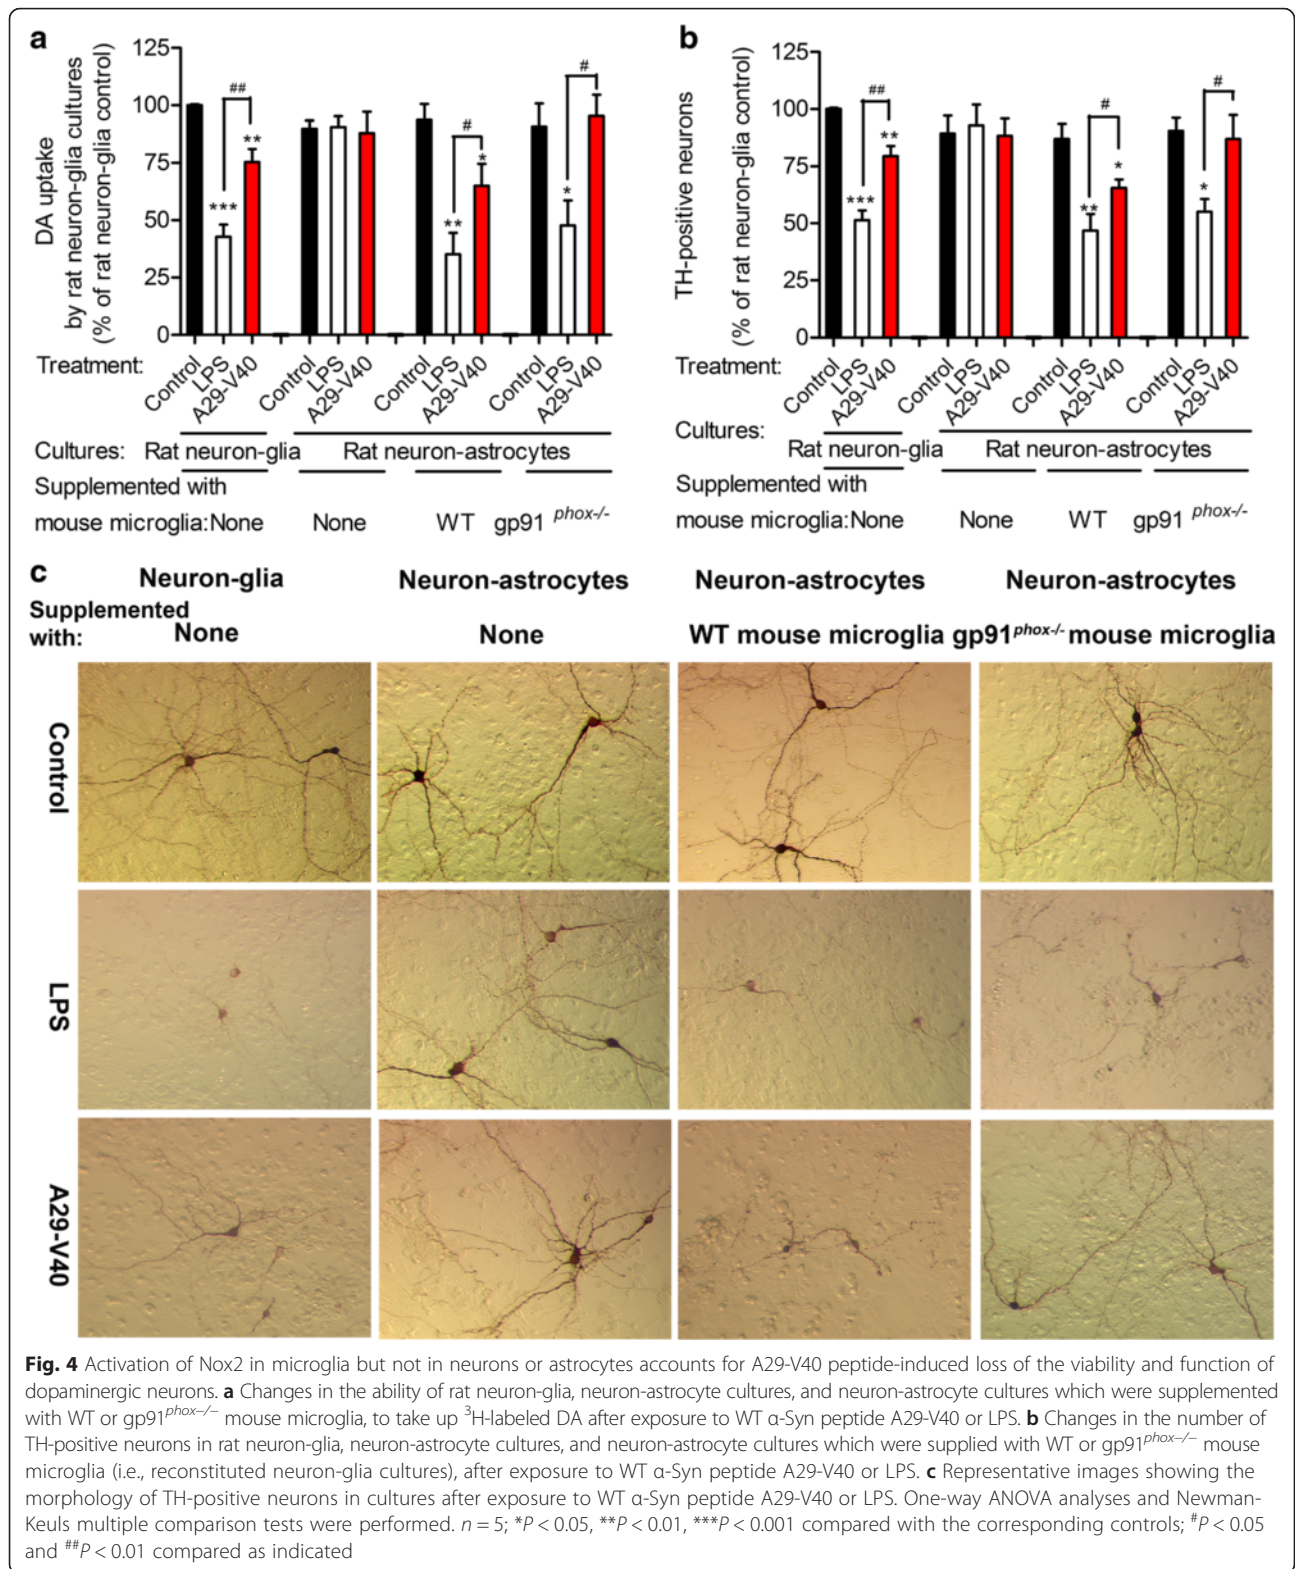 a
125
100
75
50
25
0
DA uptake
by rat neuron-glia cultures
(% of rat neuron-glia control)
***
##
**
**
#
*
*
#
Treatment:
Control LPS A29-V40 Control LPS A29-V40 Control LPS A29-V40 Control LPS A29-V40
Cultures: Rat neuron-glia Rat neuron-astrocytes
Supplemented with
mouse microglia:None None WT gp91 phox-/-
b
125
100
75
50
25
0
TH-positive neurons
(% of rat neuron-glia control)
***
##
**
**
#
*
*
#
Treatment:
Control LPS A29-V40 Control LPS A29-V40 Control LPS A29-V40 Control LPS A29-V40
Cultures:
Rat neuron-glia Rat neuron-astrocytes
Supplemented with
mouse microglia:None None WT gp91 phox-/-
c
Neuron-glia Neuron-astrocytes Neuron-astrocytes Neuron-astrocytes
Supplemented
with: None None WT mouse microglia gp91phox-/- mouse microglia
Control
LPS
A29-V40
Fig. 4 Activation of Nox2 in microglia but not in neurons or astrocytes accounts for A29-V40 peptide-induced loss of the viability and function of
dopaminergic neurons. a Changes in the ability of rat neuron-glia, neuron-astrocyte cultures, and neuron-astrocyte cultures which were supplemented
with WT or gp91phox−/− mouse microglia, to take up 3H-labeled DA after exposure to WT α-Syn peptide A29-V40 or LPS. b Changes in the number of
TH-positive neurons in rat neuron-glia, neuron-astrocyte cultures, and neuron-astrocyte cultures which were supplied with WT or gp91phox−/− mouse
microglia (i.e., reconstituted neuron-glia cultures), after exposure to WT α-Syn peptide A29-V40 or LPS. c Representative images showing the
morphology of TH-positive neurons in cultures after exposure to WT α-Syn peptide A29-V40 or LPS. One-way ANOVA analyses and Newman-
Keuls multiple comparison tests were performed. n = 5; *P < 0.05, **P < 0.01, ***P < 0.001 compared with the corresponding controls; #P < 0.05
and ##P < 0.01 compared as indicated